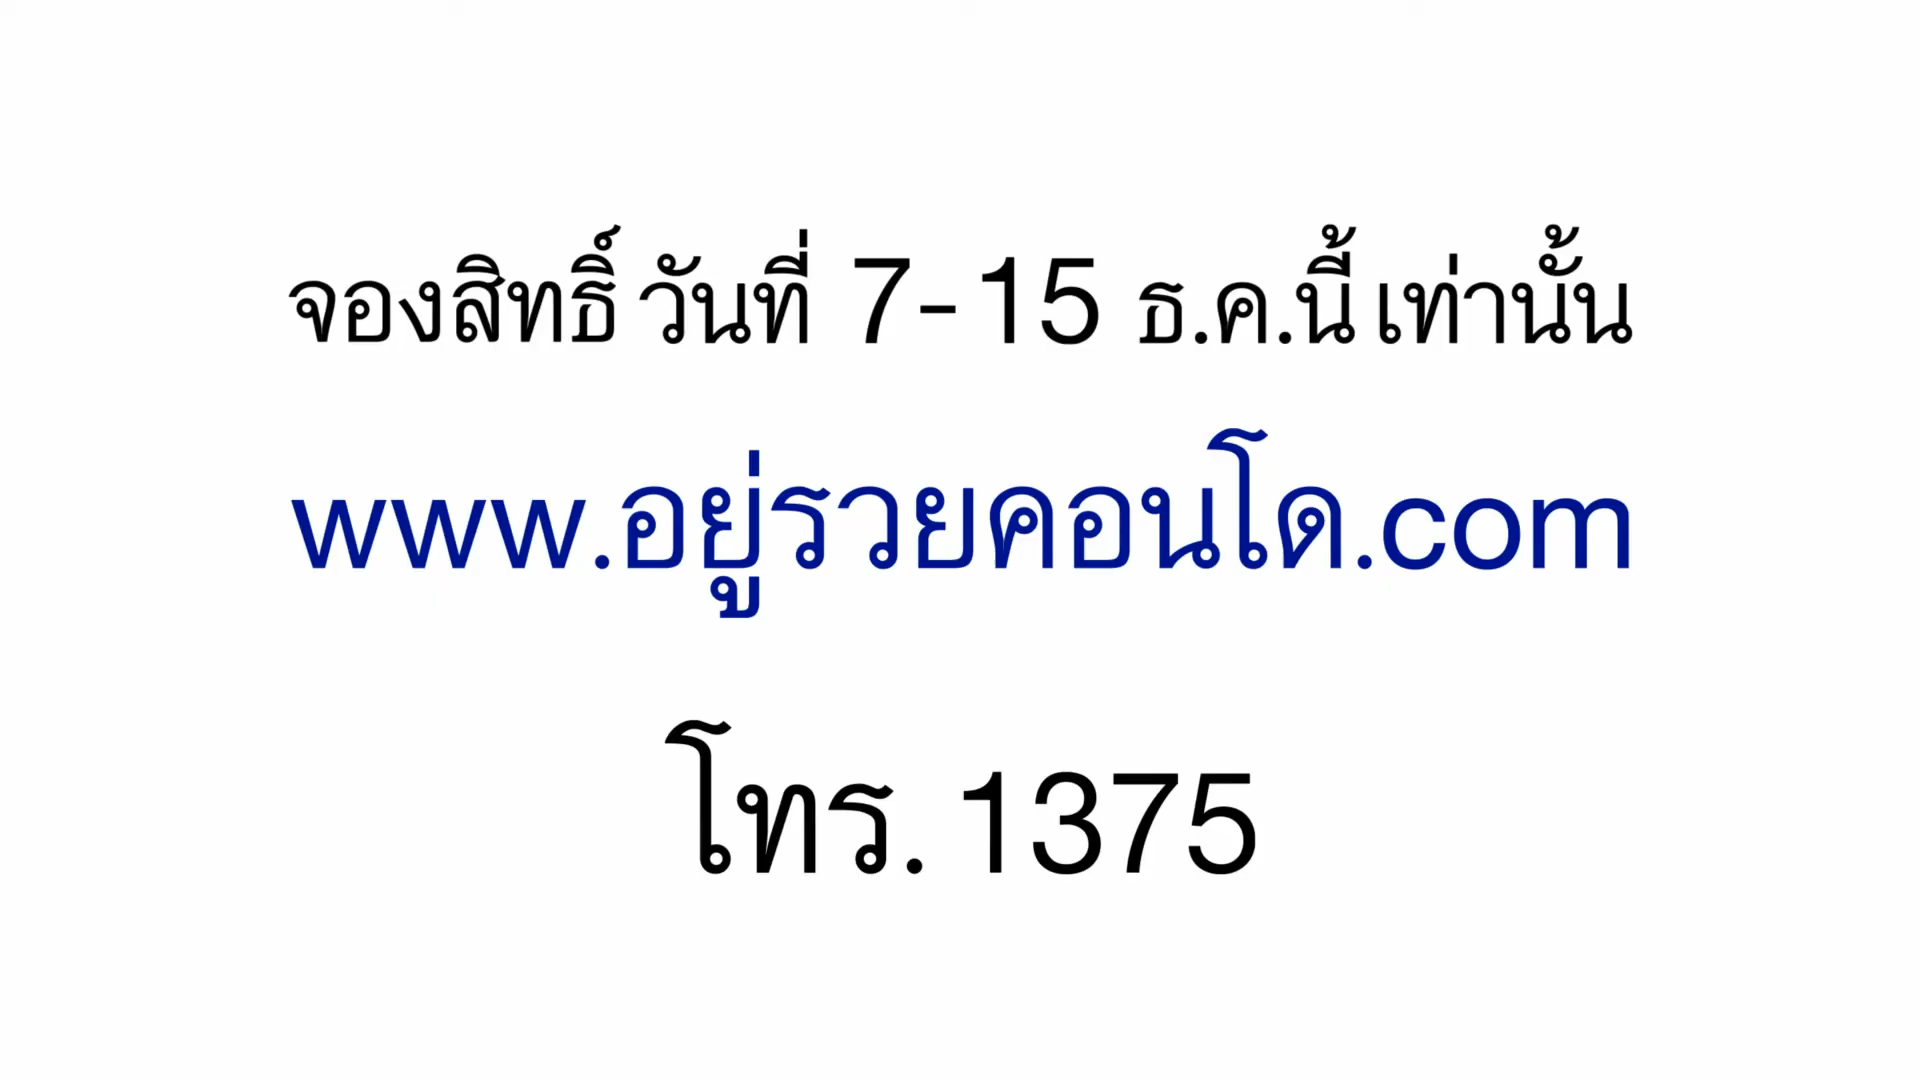 จองสิทธิ์ วันที่ 7-15 ธ.ค.นี้ เท่านั้น
www.อยู่รวยคอนโด.com
โทร. 1375